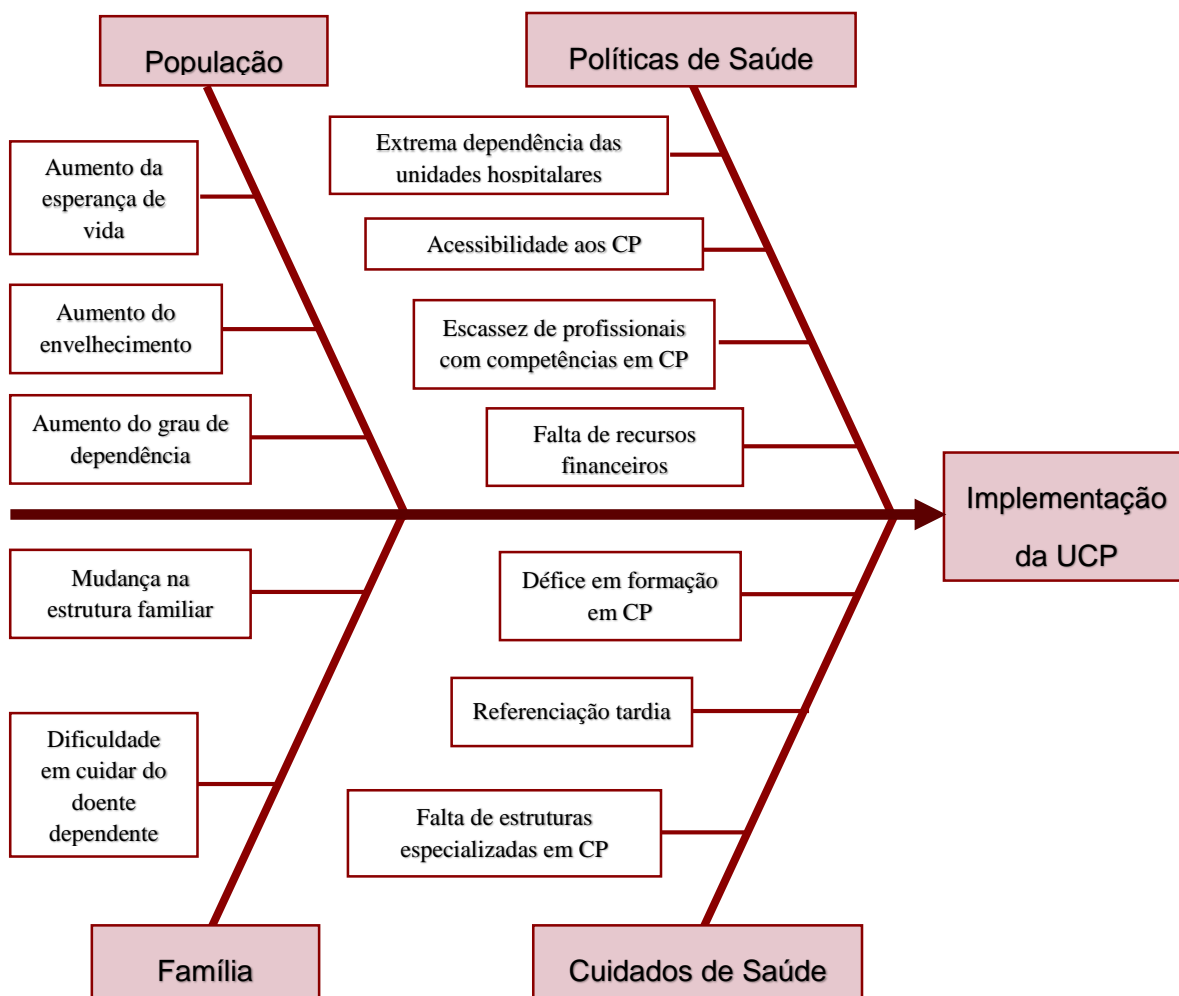 População
Políticas de Saúde
Aumento da
esperança de
vida
Extrema dependência das
unidades hospitalares
Acessibilidade aos CP
Aumento do
envelhecimento
Escassez de profissionais
com competências em CP
Aumento do grau de
dependência
Falta de recursos
financeiros
Implementação
da UCP
Mudança na
estrutura familiar
Défice em formação
em CP
Referenciação tardia
Dificuldade
em cuidar do
doente
dependente
Falta de estruturas
especializadas em CP
Família
Cuidados de Saúde